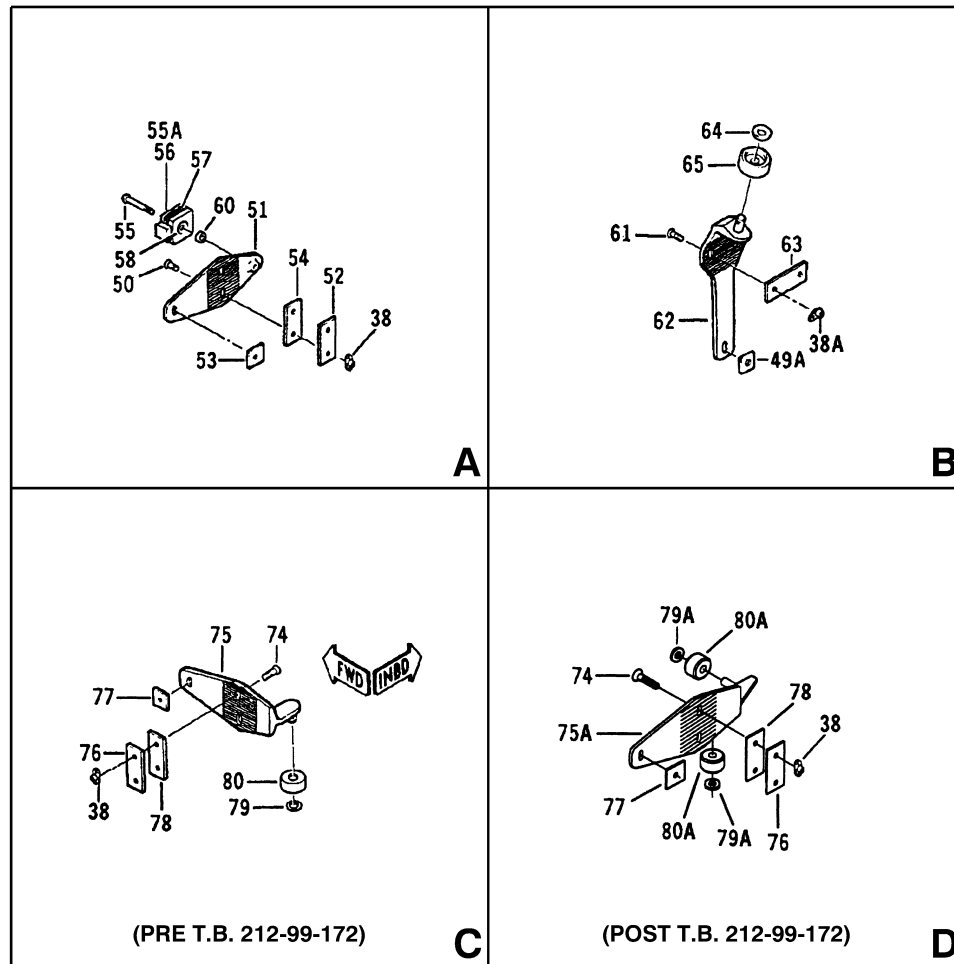 55A
56
57
55
58
50
60
51
54
52
38
53
A
64
65
61
63
62
38A
49A
B
75
74
FWD
INBD
77
76
38
78
80
79
(PRE T.B. 212-99-172)
C
79A
80A
74
75A
78
38
77
80A
79A
76
(POST T.B. 212-99-172)
D